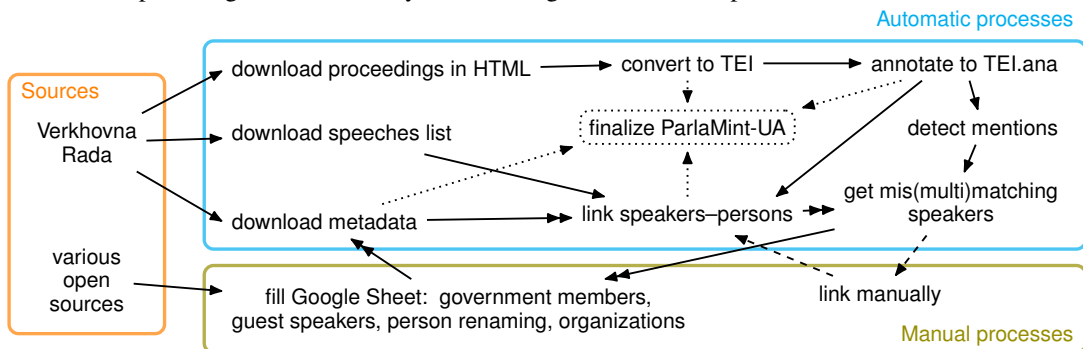 Automatic processes
download proceedings in HTML
convert to TEI
annotate to TEI.ana
Sources
Verkhovna
Rada
download speeches list
finalize ParlaMint-UA
detect mentions
download metadata
link speakers–persons
get mis(multi)matching
speakers
various
open
sources
fill Google Sheet: government members,
guest speakers, person renaming, organizations
link manually
Manual processes